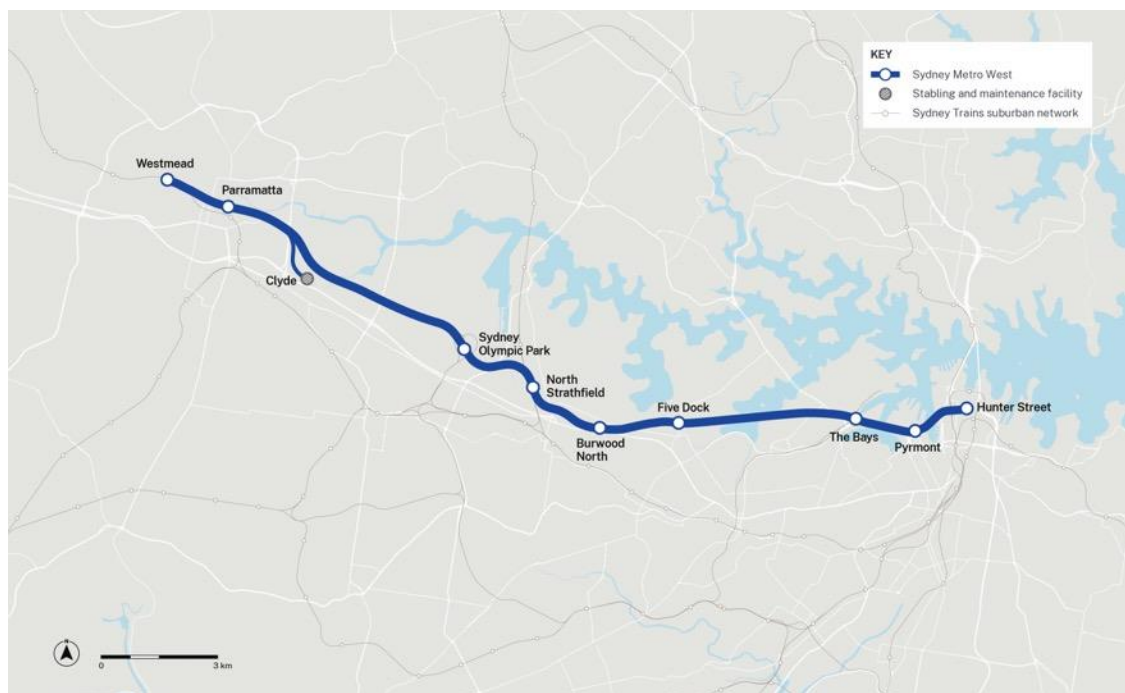 KEY
Sydney Metro West
Stabling and maintenance facility
Sydney Trains suburban network
Westmead
Parramatta
Clyde
Sydney
Olympic Park
North
Strathfield
Burwood
North
Five Dock
The Bays
Pyrmont
Hunter Street
N
0
3 km